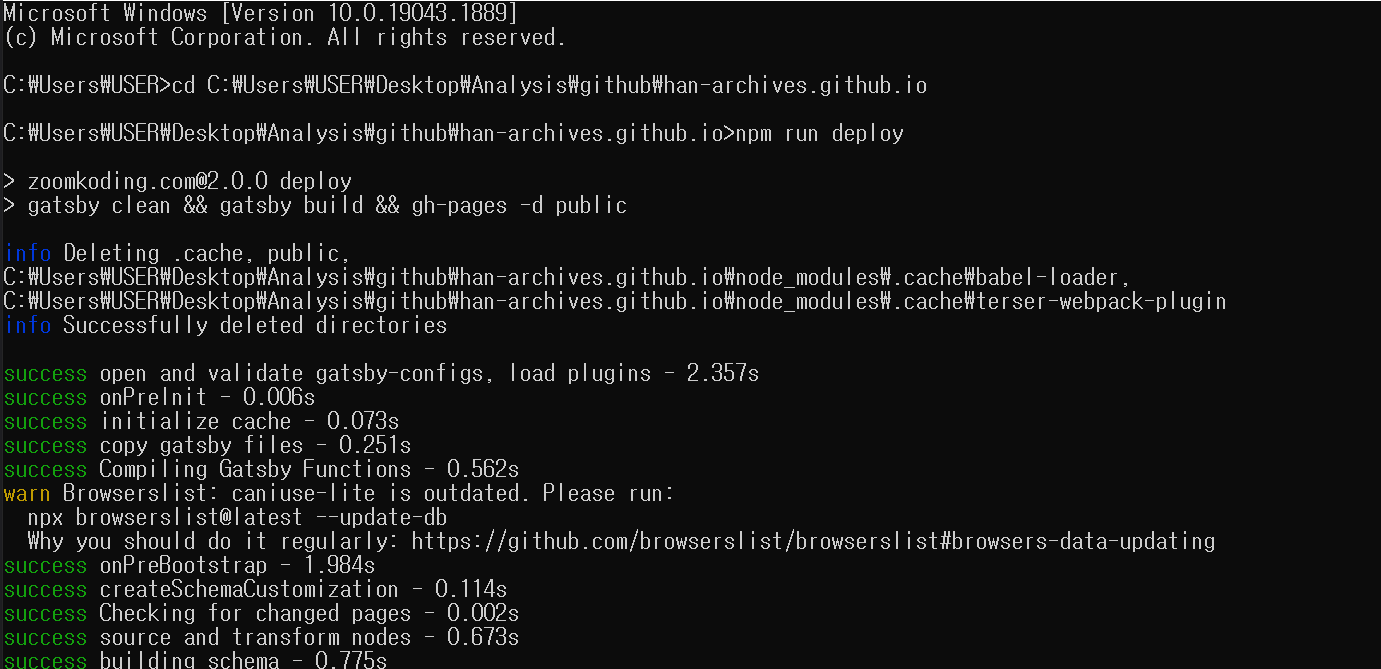 Microsoft Windows [Version 10.0.19043.1889]
(c) Microsoft Corporation. All rights reserved.
C:₩Users₩USER>cd C:₩Users₩USER₩Desktop₩Analysis₩github₩han-archives.github.io
C:₩Users₩USER₩Desktop₩Analysis₩github₩han-archives.github.io>npm run deploy
> zoomkoding.com@2.0.0 deploy
> gatsby clean && gatsby build && gh-pages -d public
info Deleting .cache, public,
C:₩Users₩USER₩Desktop₩Analysis₩github₩han-archives.github.io₩node_modules₩.cache₩babel-loader,
C:₩Users₩USER₩Desktop₩Analysis₩github₩han-archives.github.io₩node_modules₩.cache₩terser-webpack-plugin
info Successfully deleted directories
success open and validate gatsby-configs, load plugins - 2.357s
success onPreInit - 0.006s
success initialize cache - 0.073s
success copy gatsby files - 0.251s
success Compiling Gatsby Functions - 0.562s
warn Browserslist: caniuse-lite is outdated. Please run:
npx browserslist@latest --update-db
Why you should do it regularly: https://github.com/browserslist/browserslist#browsers-data-updating
success onPreBootstrap - 1.984s
success createSchemaCustomization - 0.114s
success Checking for changed pages - 0.002s
success source and transform nodes - 0.673s
success building schema - 0.775s